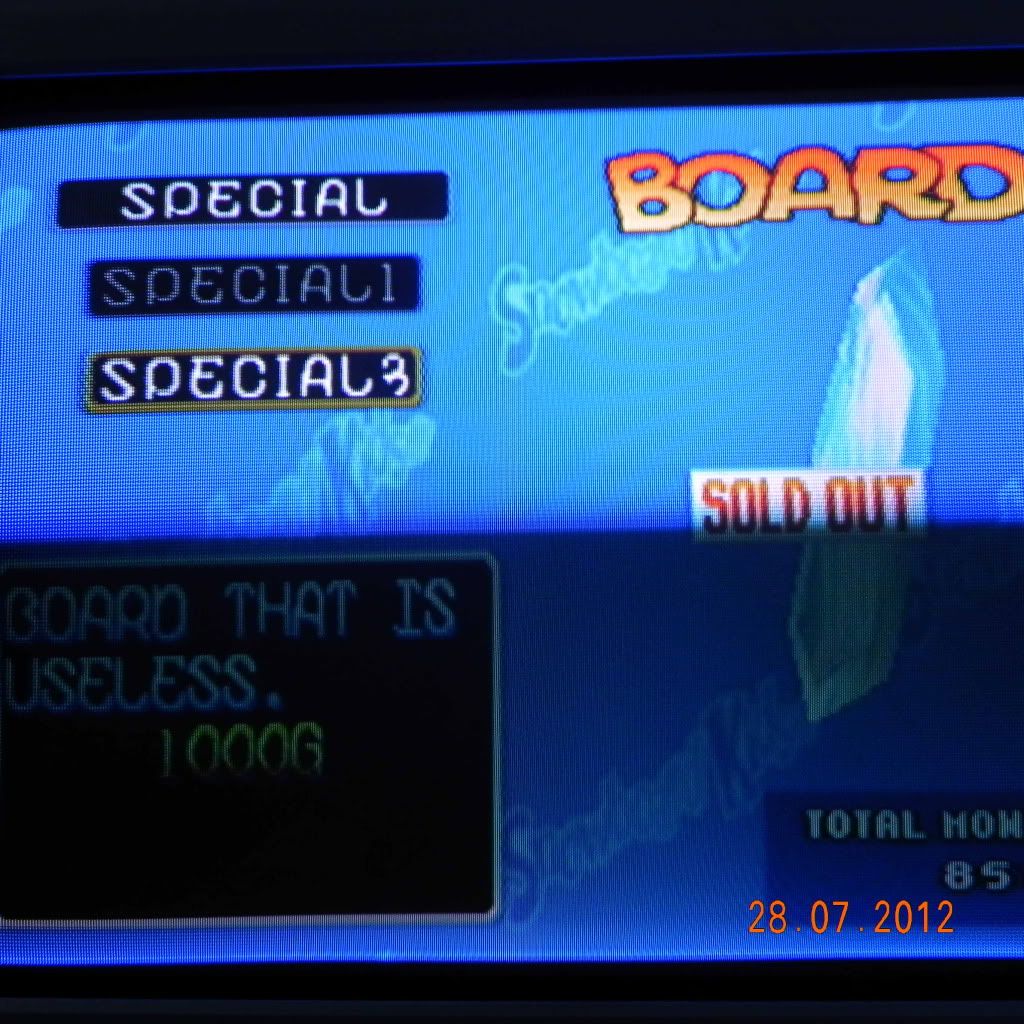 SPECIAL
BOARD
SPECIAL1
SPECIAL3
SOLD OUT
BOARD THAT IS
USELESS.
1000G
TOTAL MON
85
28.07.2012